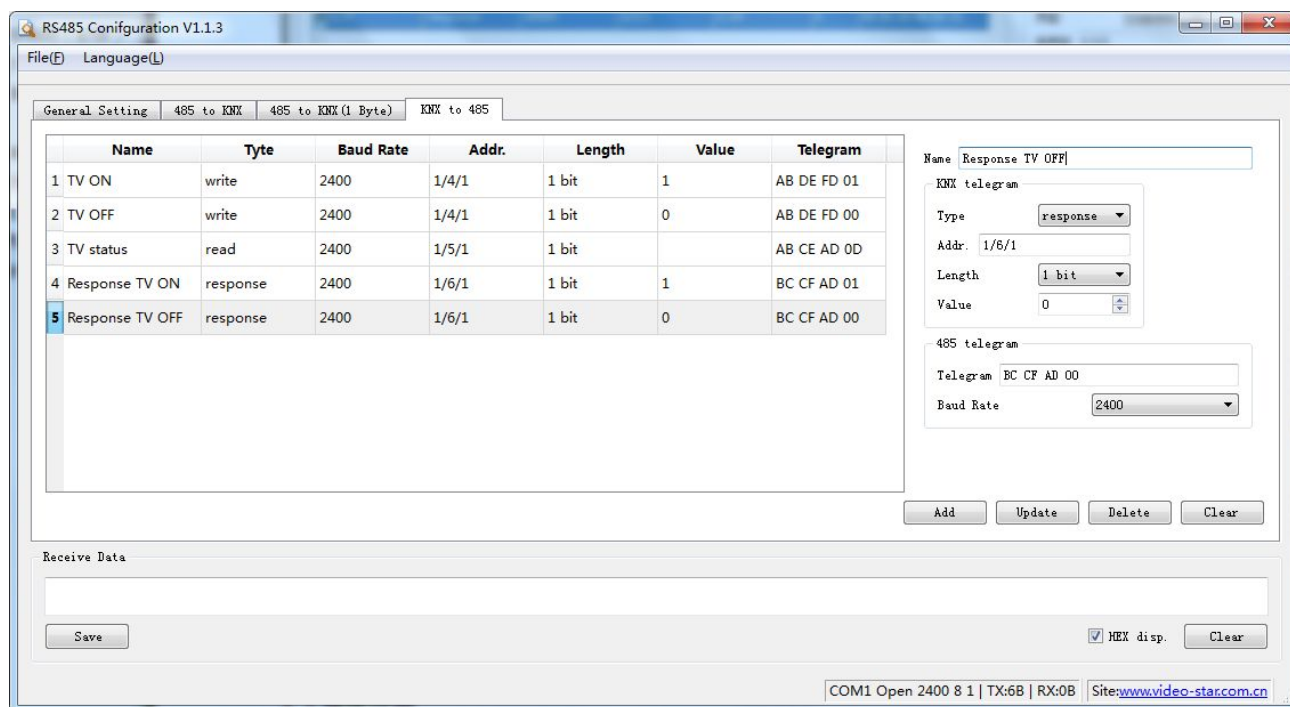 RS485 Conifguration V1.1.3
File(F) Language(L)
General Setting 485 to KNX 485 to KNX(1 Byte) KNX to 485
Name Tyte Baud Rate Addr. Length Value Telegram
1 TV ON write 2400 1/4/1 1 bit 1 AB DE FD 01
2 TV OFF write 2400 1/4/1 1 bit 0 AB DE FD 00
3 TV status read 2400 1/5/1 1 bit AB CE AD 0D
4 Response TV ON response 2400 1/6/1 1 bit 1 BC CF AD 01
5 Response TV OFF response 2400 1/6/1 1 bit 0 BC CF AD 00
Name Response TV OFF
KNX telegram
Type response
Addr. 1/6/1
Length 1 bit
Value 0
485 telegram
Telegram BC CF AD 00
Baud Rate 2400
Add Update Delete Clear
Receive Data
Save HEX disp. Clear
COM1 Open 2400 8 1 | TX:6B | RX:0B Site:www.video-star.com.cn